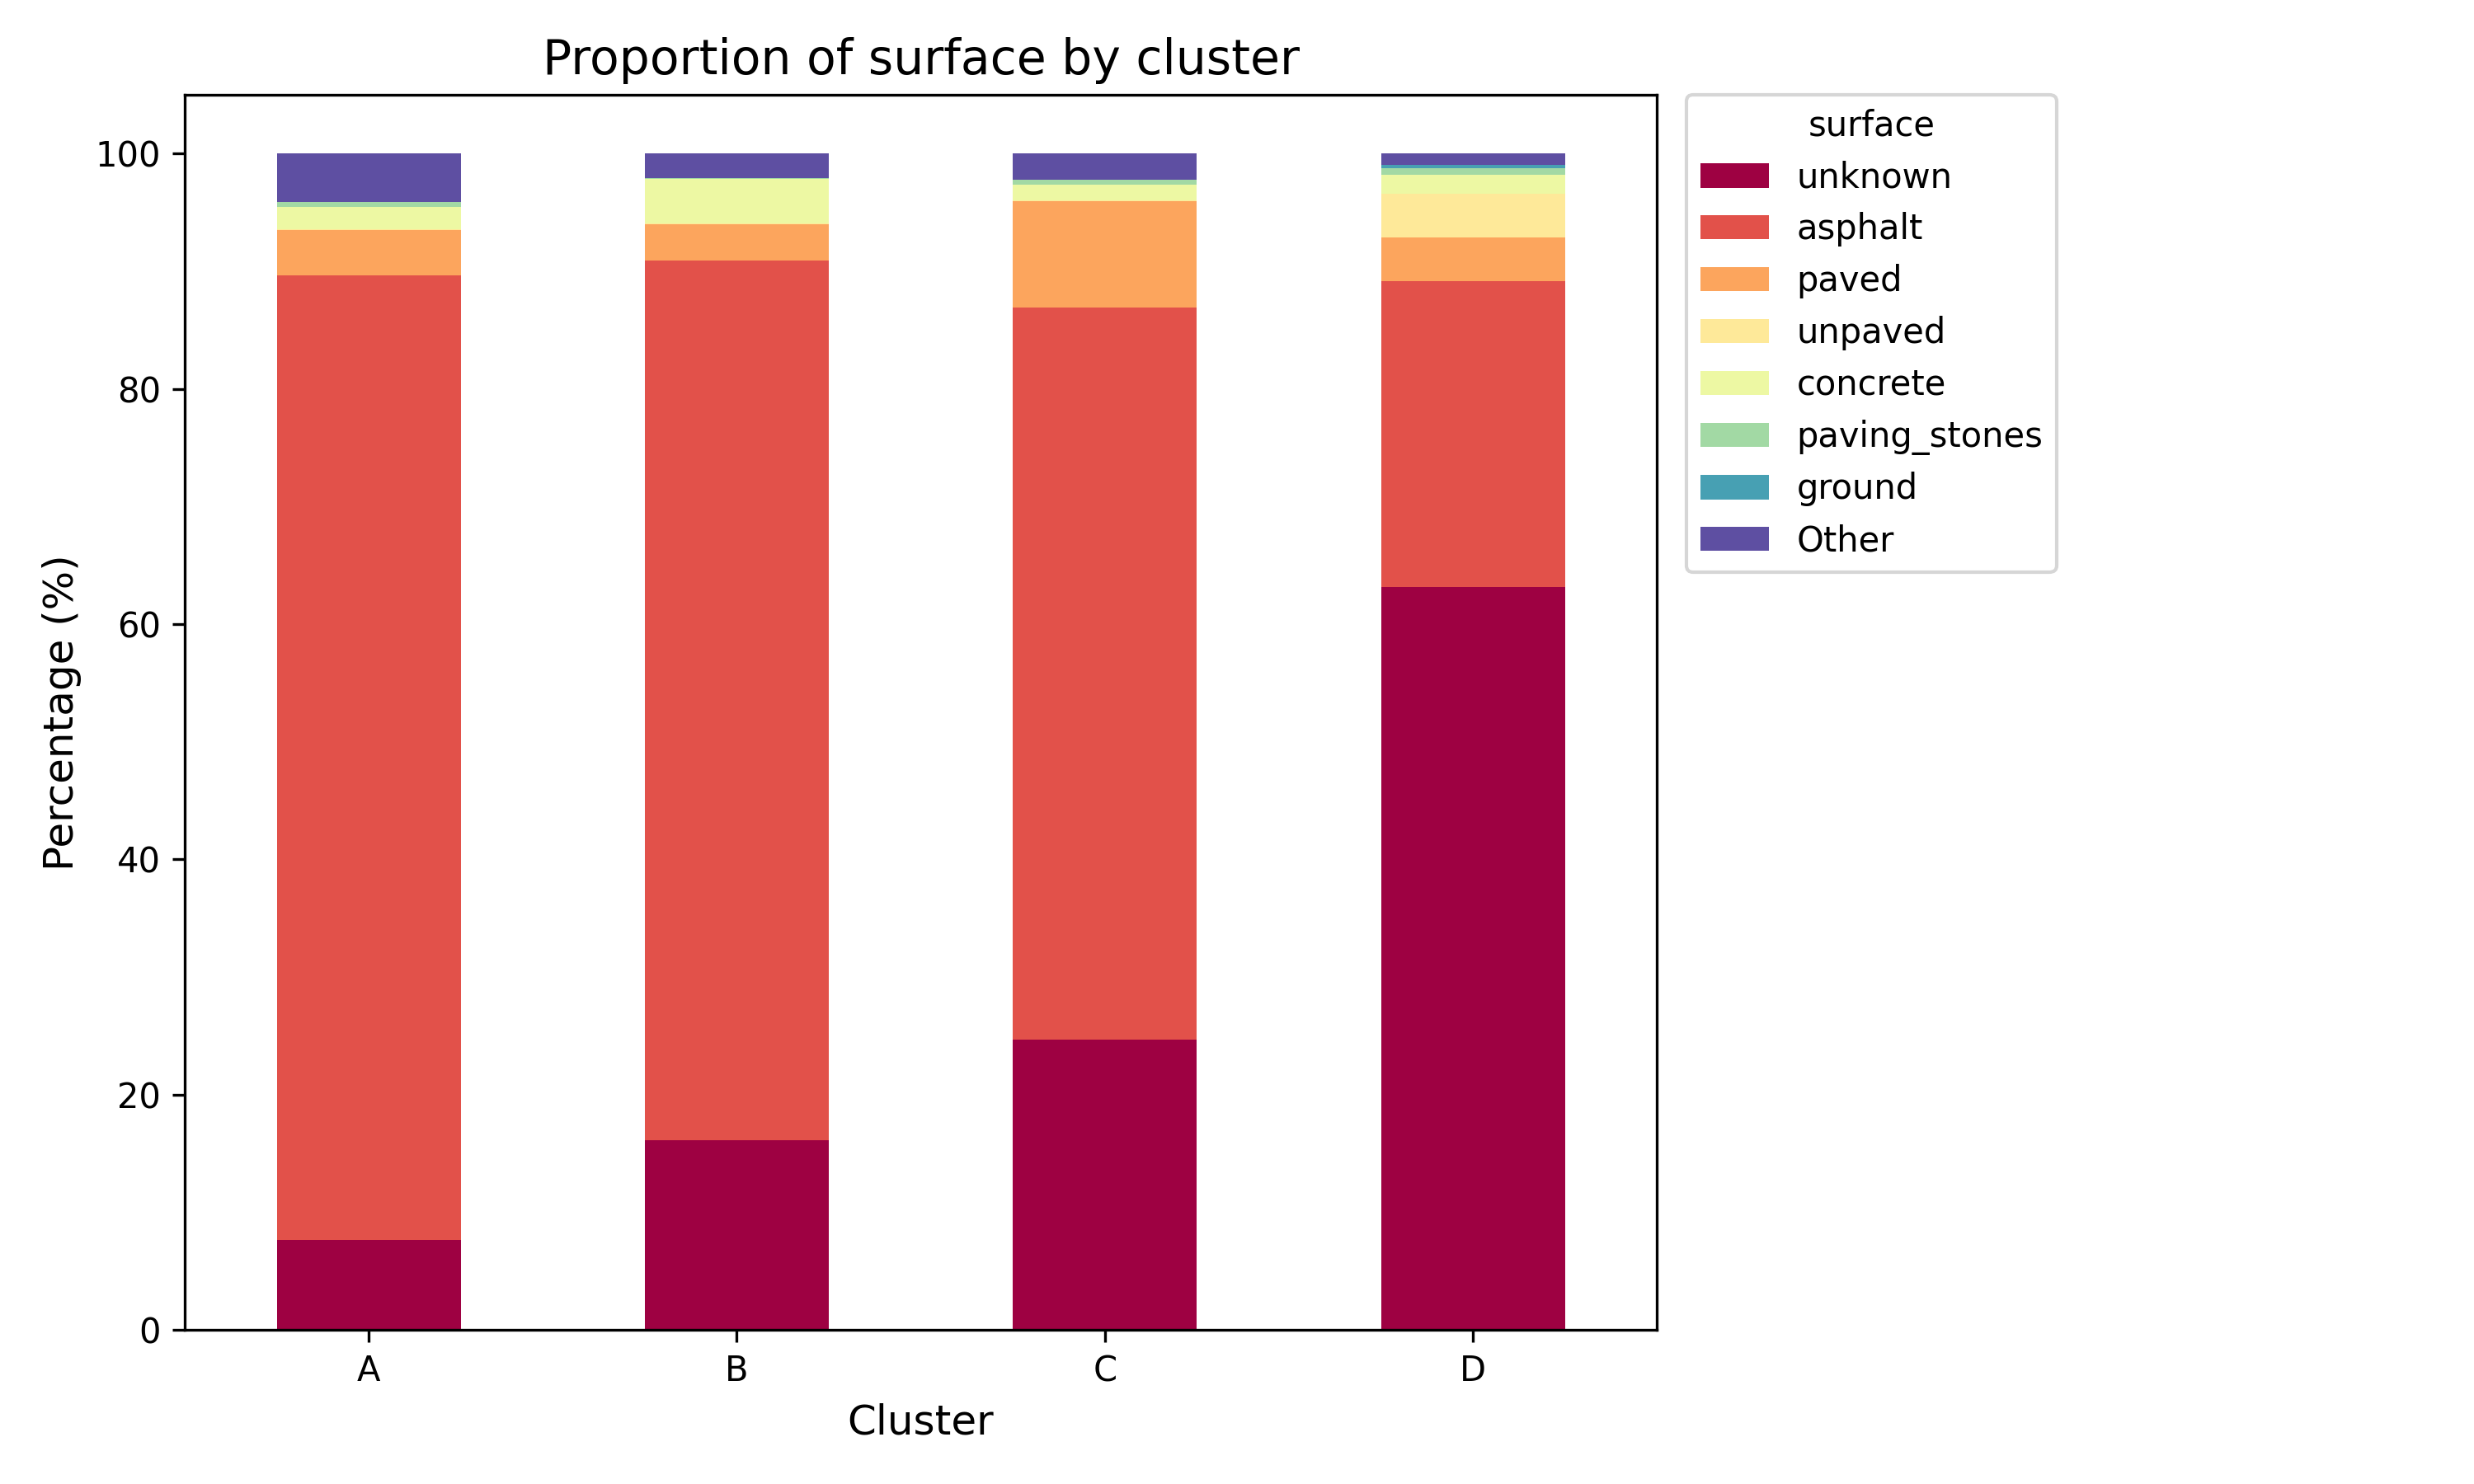 Proportion of surface by cluster
Percentage (%)
100
80
60
40
20
0
A
B
C
D
Cluster
surface
unknown
asphalt
paved
unpaved
concrete
paving_stones
ground
Other